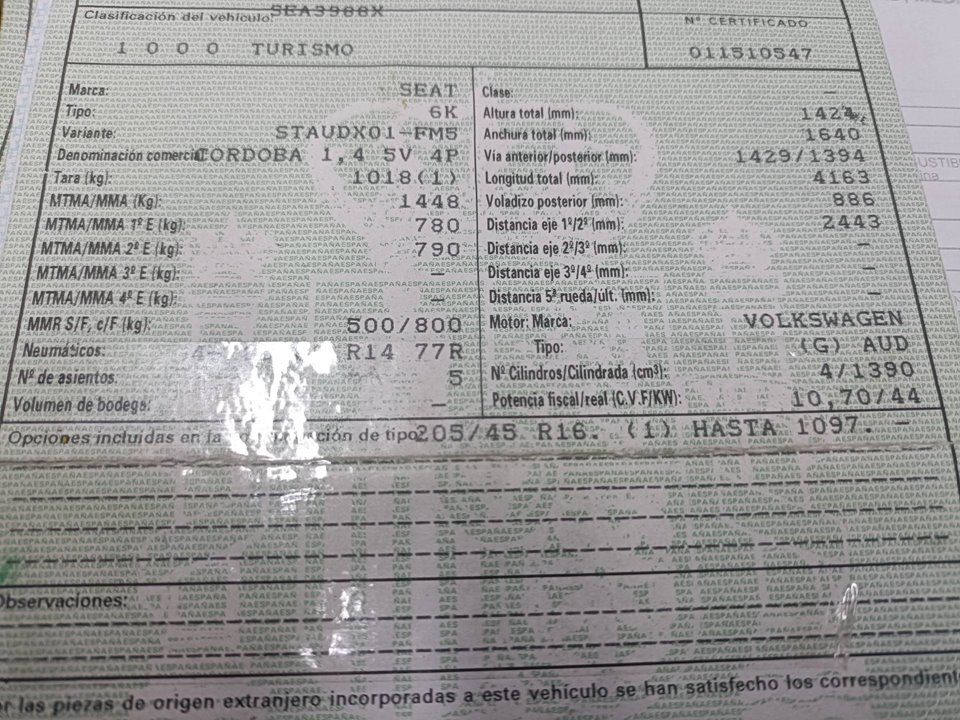 SEA3988X
Clasificación del vehículo:
1 0 0 0 TURISMO
Nº CERTIFICADO
011510547
Marca: SEAT
Tipo: 6K
Variante: STAUDX01-FM5
Denominación comercial CORDOBA 1,4 5V 4P
Tara (kg): 1018(1)
MTMA/MMA (Kg): 1448
MTMA/MMA 1º E (kg): 780
MTMA/MMA 2º E (kg): 790
MTMA/MMA 3º E (kg): —
MTMA/MMA 4º E (kg): —
MMR S/F, c/F (kg): 500/800
Neumáticos: R14 77R
Nº de asientos: 5
Volumen de bodega: —
Clase: —
Altura total (mm): 1424
Anchura total (mm): 1640
Via anterior/posterior (mm): 1429/1394
Longitud total (mm): 4163
Voladizo posterior (mm): 886
Distancia eje 1º/2º (mm): 2443
Distancia eje 2º/3º (mm): —
Distancia eje 3º/4º (mm): —
Distancia 5ª rueda/ult. (mm): —
Motor: Marca: VOLKSWAGEN
Tipo: (G) AUD
Nº Cilindros/Cilindrada (cm³): 4/1390
Potencia fiscal/real (C.V.F/KW): 10,70/44
Opciones incluidas en la de tipo: 205/45 R16. (1) HASTA 1097. —
Observaciones:
las piezas de origen extranjero incorporadas a este vehículo se han satisfecho los